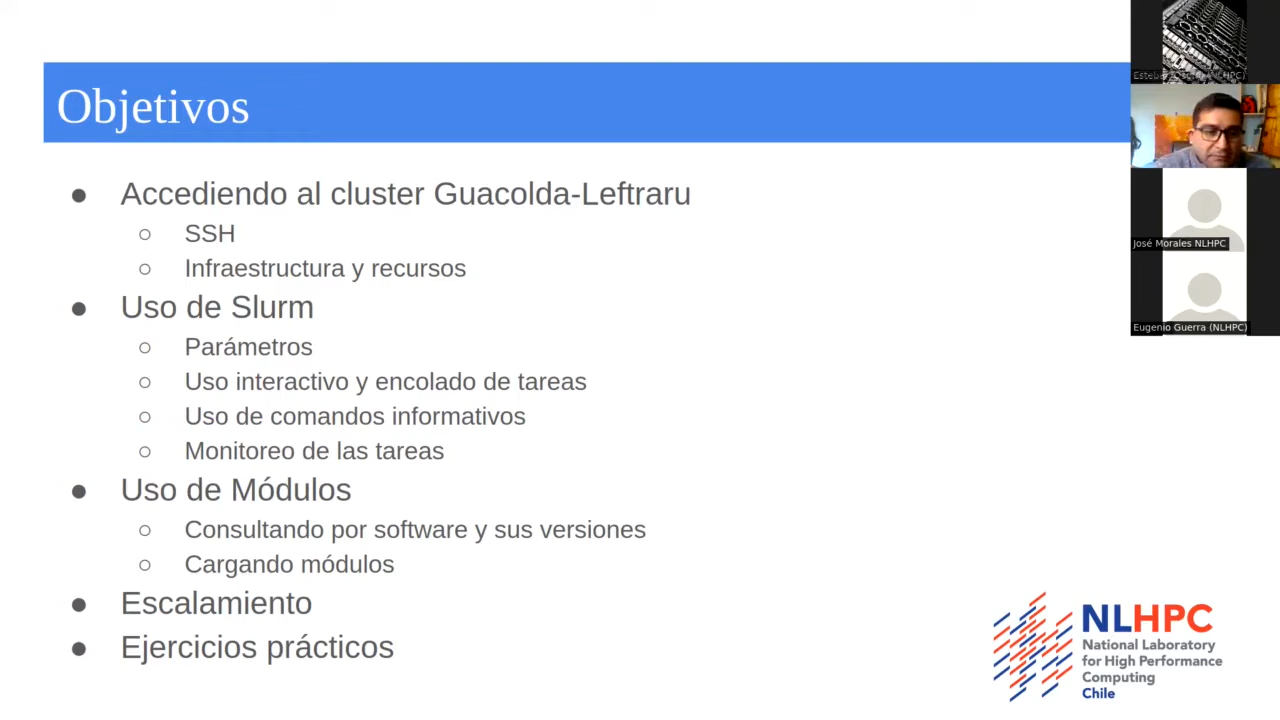 Objetivos
● Accediendo al cluster Guacolda-Leftraru
○ SSH
○ Infraestructura y recursos
● Uso de Slurm
○ Parámetros
○ Uso interactivo y encolado de tareas
○ Uso de comandos informativos
○ Monitoreo de las tareas
● Uso de Módulos
○ Consultando por software y sus versiones
○ Cargando módulos
● Escalamiento
● Ejercicios prácticos
José Morales NLHPC
Eugenio Guerra (NLHPC)
NLHPC
National Laboratory
for High Performance
Computing
Chile